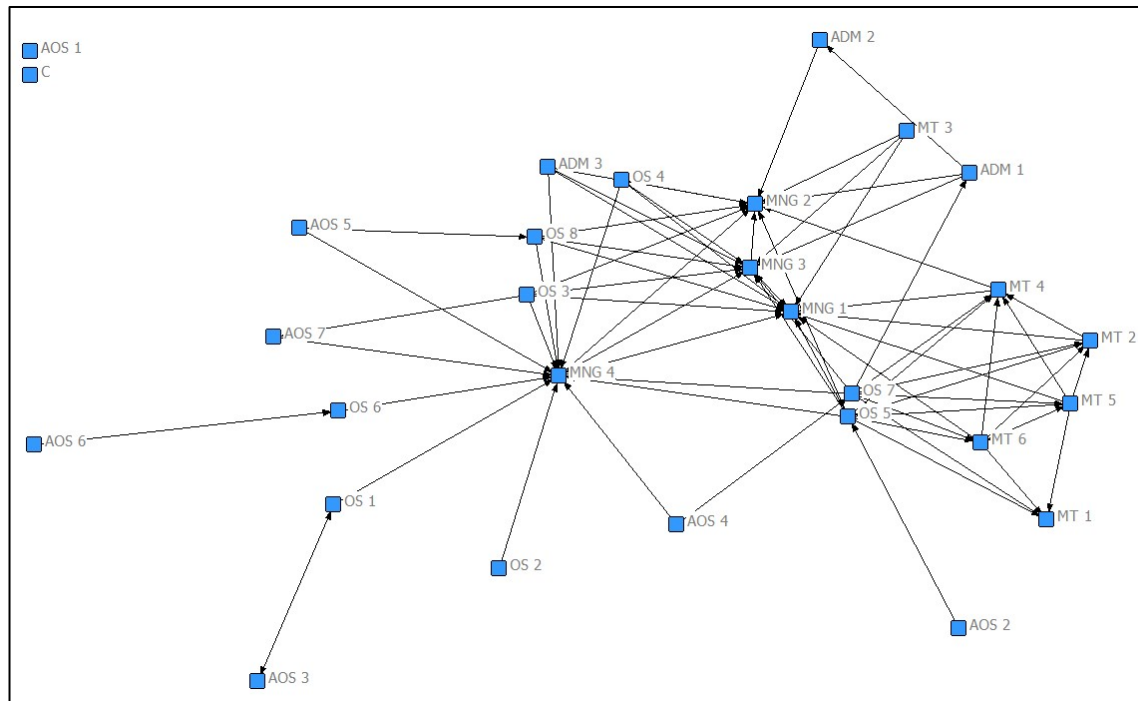 ADM 2
AOS 1
C
MT 3
ADM 3
ADM 1
OS 4
MNG 2
AOS 5
OS 8
MNG 3
MT 4
OS 3
MNG 1
AOS 7
MT 2
MNG 4
OS 7
MT 5
OS 6
OS 5
AOS 6
MT 6
OS 1
MT 1
AOS 4
OS 2
AOS 2
AOS 3